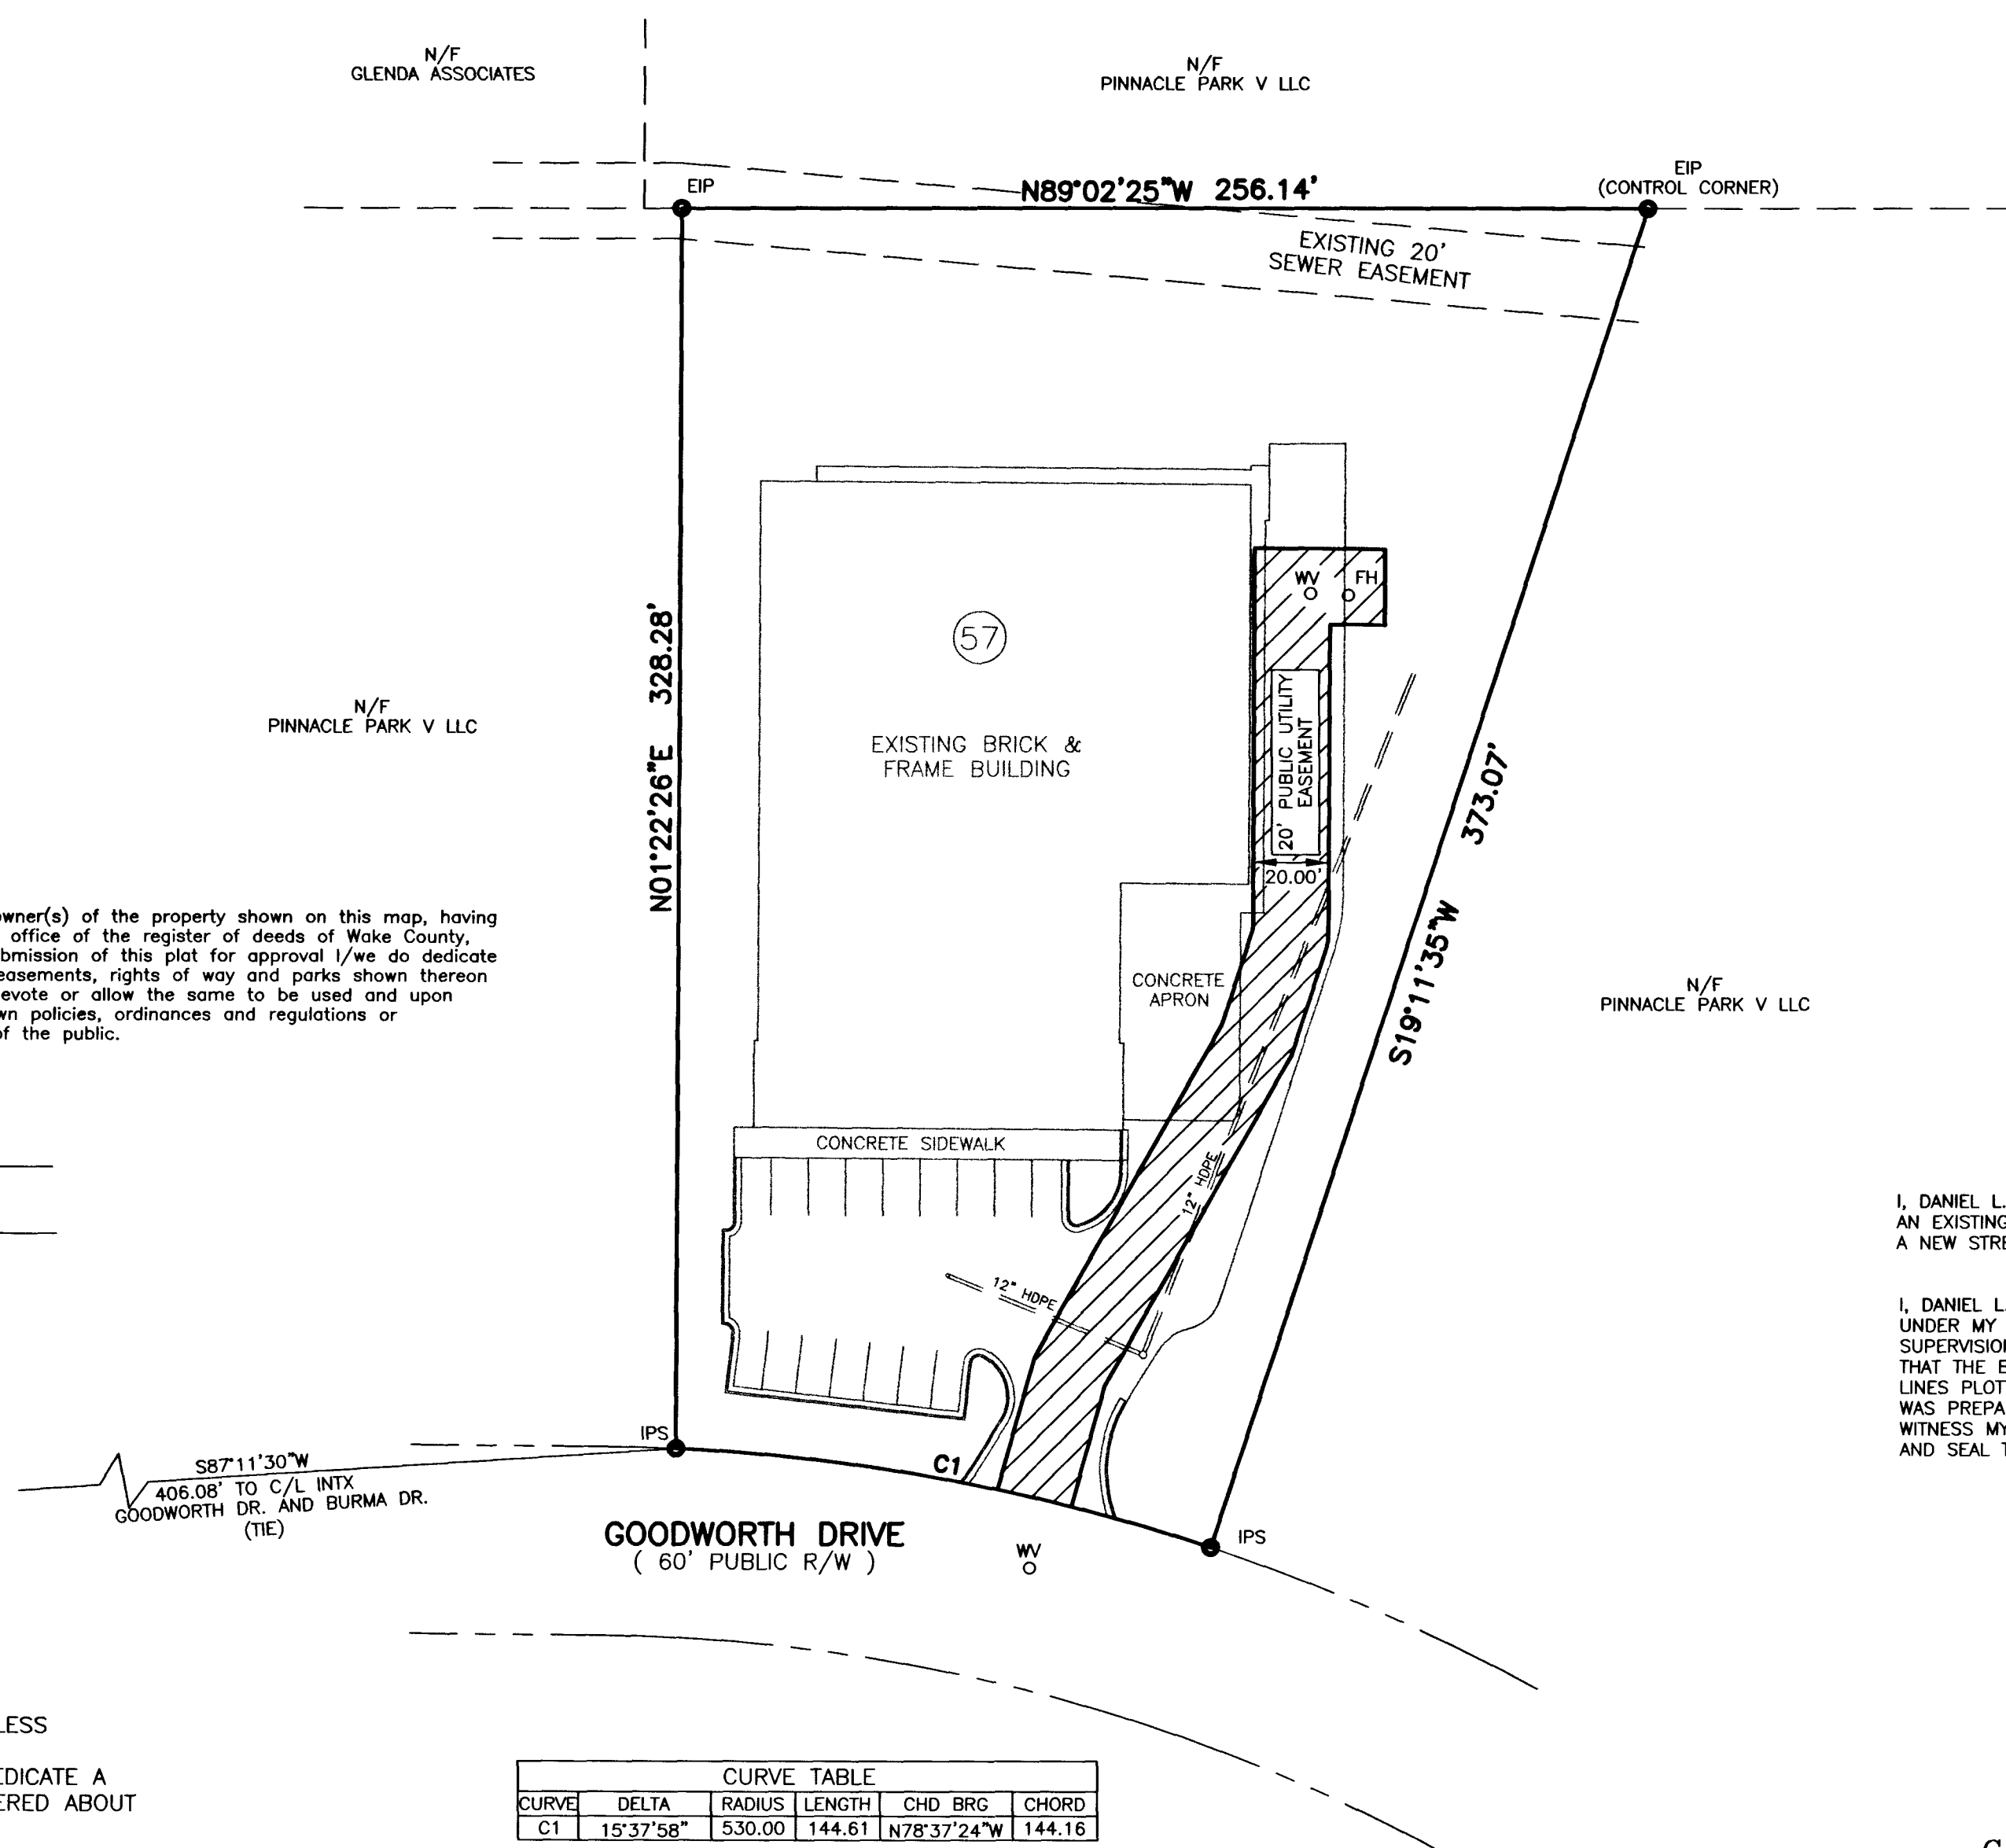 N/F
GLENDA ASSOCIATES
N/F
PINNACLE PARK V LLC
EIP
N89°02'25"W 256.14'
EIP
(CONTROL CORNER)
EXISTING 20'
SEWER EASEMENT
57
WV
FH
N01°22'26"E 328.28'
EXISTING BRICK &
FRAME BUILDING
20' PUBLIC UTILITY
EASEMENT
20.00'
N/F
PINNACLE PARK V LLC
S19°11'35"W 373.07'
wner(s) of the property shown on this map, having
office of the register of deeds of Wake County,
bmission of this plat for approval I/we do dedicate
easements, rights of way and parks shown thereon
evote or allow the same to be used and upon
wn policies, ordinances and regulations or
of the public.
CONCRETE
APRON
N/F
PINNACLE PARK V LLC
CONCRETE SIDEWALK
12" HDPE
12" HDPE
I, DANIEL L.
AN EXISTING
A NEW STRE
I, DANIEL L.
UNDER MY
SUPERVISION
THAT THE E
LINES PLOT
WAS PREPA
WITNESS MY
AND SEAL T
IPS
C1
S87°11'30"W
406.08' TO C/L INTX
GOODWORTH DR. AND BURMA DR.
(TIE)
GOODWORTH DRIVE
( 60' PUBLIC R/W )
WV
IPS
LESS
EDICATE A
ERED ABOUT
CURVE TABLE
CURVE DELTA RADIUS LENGTH CHD BRG CHORD
C1 15°37'58" 530.00 144.61 N78°37'24"W 144.16